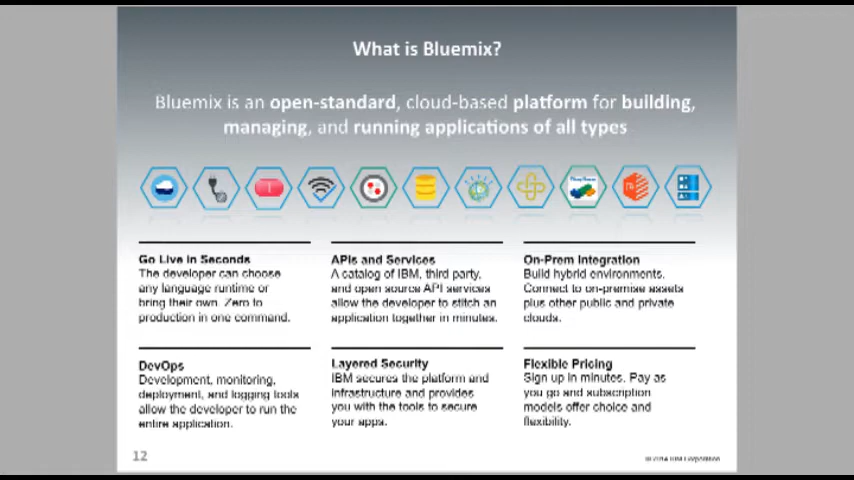 What is Bluemix?
Bluemix is an open-standard, cloud-based platform for building,
managing, and running applications of all types
Go Live in Seconds
The developer can choose
any language runtime or
bring their own. Zero to
production in one command.
APIs and Services
A catalog of IBM, third party,
and open source API services
allow the developer to stitch an
application together in minutes.
On-Prem Integration
Build hybrid environments.
Connect to on-premise assets
plus other public and private
clouds.
DevOps
Development, monitoring,
deployment, and logging tools
allow the developer to run the
entire application.
Layered Security
IBM secures the platform and
infrastructure and provides
you with the tools to secure
your apps.
Flexible Pricing
Sign up in minutes. Pay as
you go and subscription
models offer choice and
flexibility.
12
© 2014 IBM Corporation